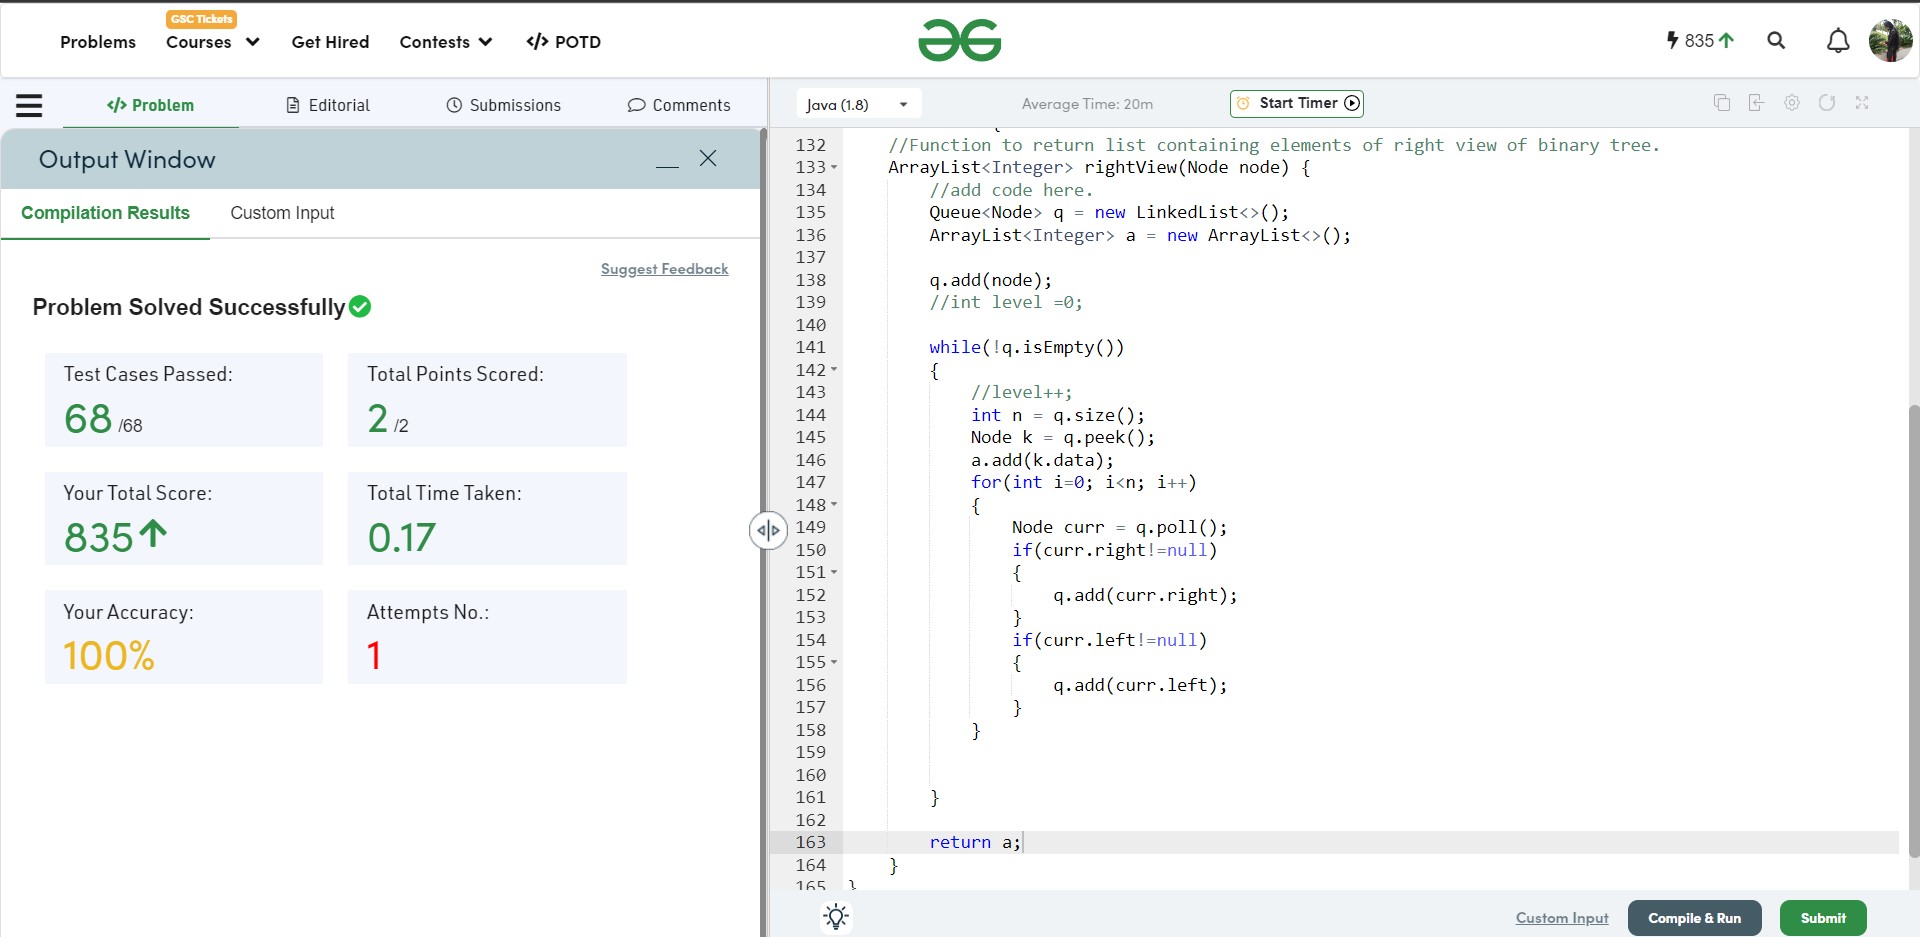 GSC Tickets
Problems Courses Get Hired Contests </> POTD
835
</> Problem Editorial Submissions Comments
Java (1.8) Average Time: 20m Start Timer
Output Window
Compilation Results Custom Input
Suggest Feedback
Problem Solved Successfully
Test Cases Passed: Total Points Scored:
68 /68 2 /2
Your Total Score: Total Time Taken:
835 0.17
Your Accuracy: Attempts No.:
100% 1
132 //Function to return list containing elements of right view of binary tree.
133 ArrayList<Integer> rightView(Node node) {
134 //add code here.
135 Queue<Node> q = new LinkedList<>();
136 ArrayList<Integer> a = new ArrayList<>();
137
138 q.add(node);
139 //int level =0;
140
141 while(!q.isEmpty())
142 {
143 //level++;
144 int n = q.size();
145 Node k = q.peek();
146 a.add(k.data);
147 for(int i=0; i<n; i++)
148 {
149 Node curr = q.poll();
150 if(curr.right!=null)
151 {
152 q.add(curr.right);
153 }
154 if(curr.left!=null)
155 {
156 q.add(curr.left);
157 }
158 }
159
160
161 }
162
163 return a;
164 }
165 }
Custom Input Compile & Run Submit